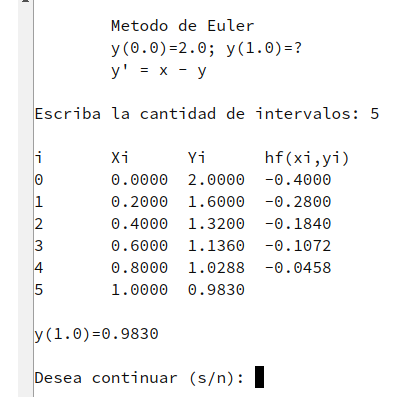 Metodo de Euler
y(0.0)=2.0; y(1.0)=?
y' = x - y
Escriba la cantidad de intervalos: 5
i Xi Yi hf(xi,yi)
0 0.0000 2.0000 -0.4000
1 0.2000 1.6000 -0.2800
2 0.4000 1.3200 -0.1840
3 0.6000 1.1360 -0.1072
4 0.8000 1.0288 -0.0458
5 1.0000 0.9830
y(1.0)=0.9830
Desea continuar (s/n):